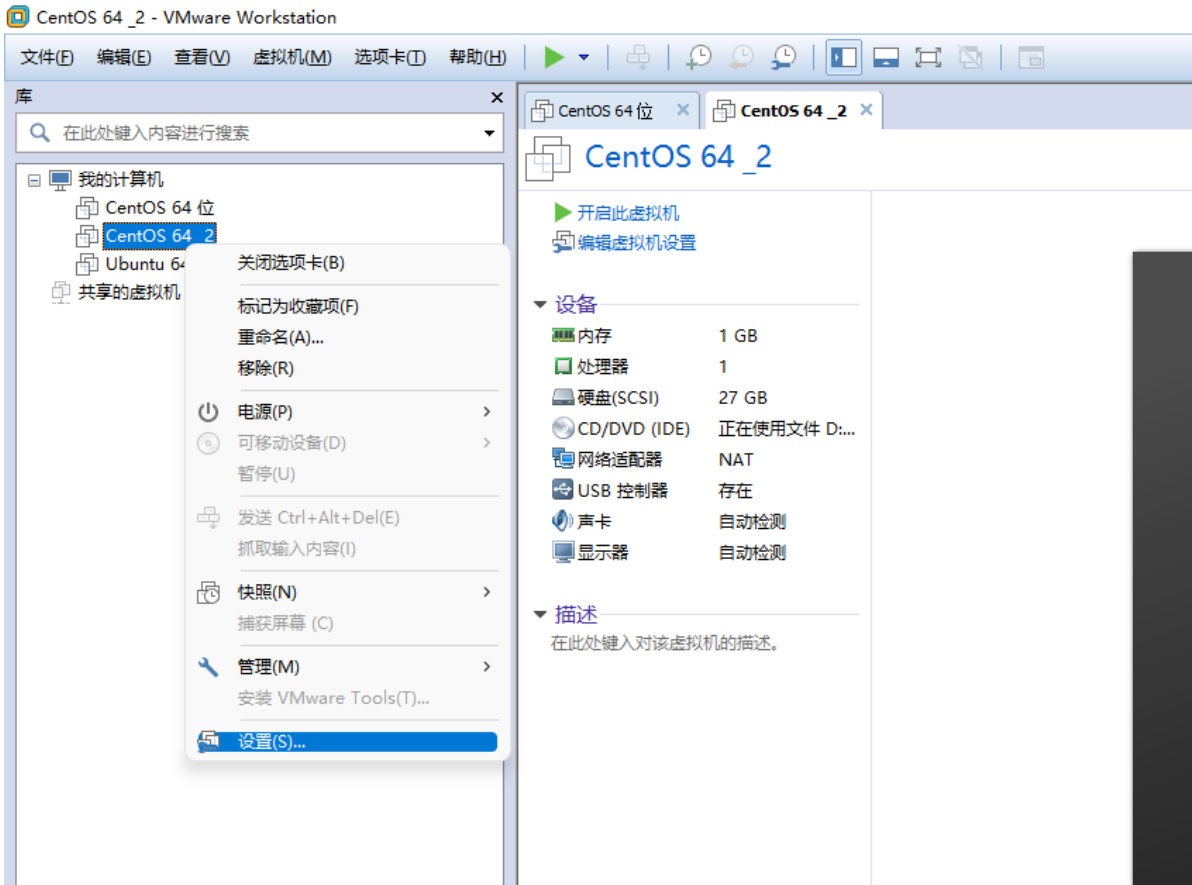 CentOS 64 _2 - VMware Workstation
文件(F) 编辑(E) 查看(V) 虚拟机(M) 选项卡(T) 帮助(H)
库
在此处键入内容进行搜索
我的计算机
CentOS 64 位
CentOS 64 _2
Ubuntu 64
共享的虚拟机
关闭选项卡(B)
标记为收藏项(F)
重命名(A)...
移除(R)
电源(P)
可移动设备(D)
暂停(U)
发送 Ctrl+Alt+Del(E)
抓取输入内容(I)
快照(N)
捕获屏幕 (C)
管理(M)
安装 VMware Tools(T)...
设置(S)...
CentOS 64 位 CentOS 64 _2
CentOS 64 _2
开启此虚拟机
编辑虚拟机设置
设备
内存 1 GB
处理器 1
硬盘(SCSI) 27 GB
CD/DVD (IDE) 正在使用文件 D:...
网络适配器 NAT
USB 控制器 存在
声卡 自动检测
显示器 自动检测
描述
在此处键入对该虚拟机的描述。